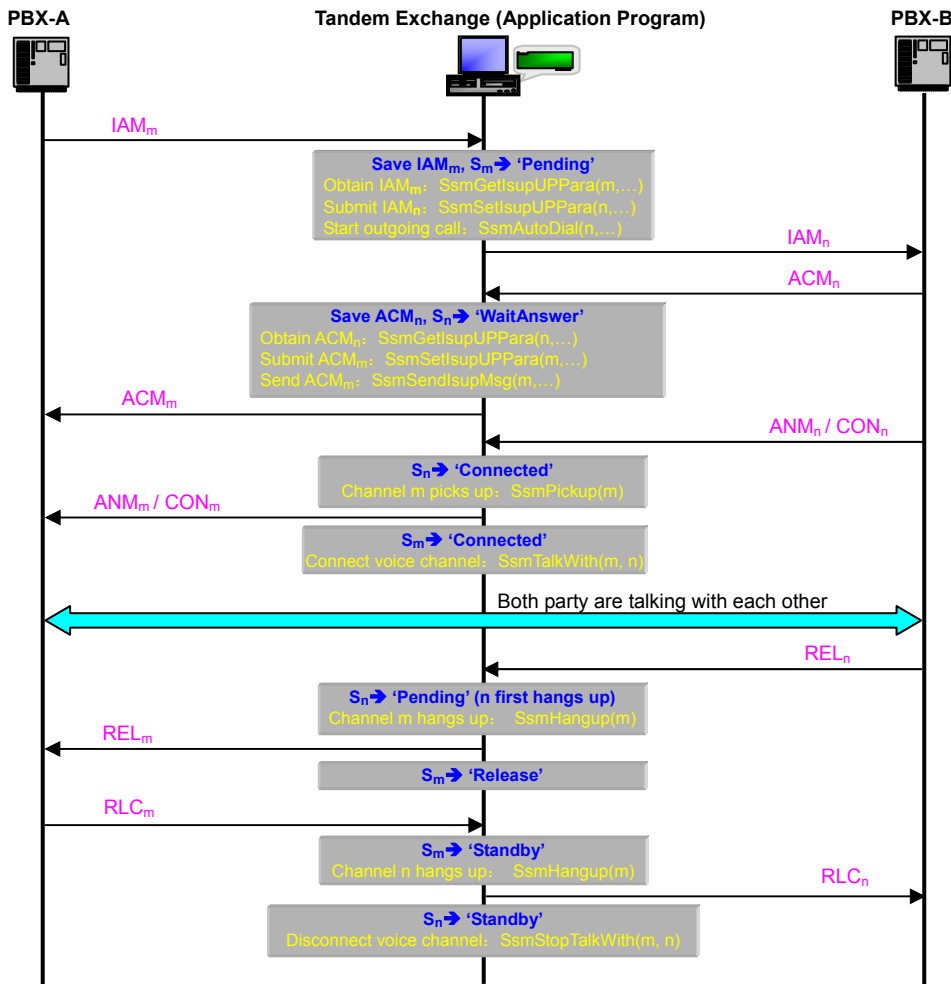 PBX-A
Tandem Exchange (Application Program)
PBX-B
IAMm
Save IAMm, Sm➔ ‘Pending’
Obtain IAMm：SsmGetIsupUPPara(m,…)
Submit IAMn：SsmSetIsupUPPara(n,…)
Start outgoing call：SsmAutoDial(n,…)
IAMn
ACMn
Save ACMn, Sn➔ ‘WaitAnswer’
Obtain ACMn：SsmGetIsupUPPara(n,…)
Submit ACMm：SsmSetIsupUPPara(m,…)
Send ACMm：SsmSendIsupMsg(m,…)
ACMm
ANMn / CONn
Sn➔ ‘Connected’
Channel m picks up：SsmPickup(m)
ANMm / CONm
Sm➔ ‘Connected’
Connect voice channel：SsmTalkWith(m, n)
Both party are talking with each other
RELn
Sn➔ ‘Pending’ (n first hangs up)
Channel m hangs up： SsmHangup(m)
RELm
Sm➔ ‘Release’
RLCm
Sm➔ ‘Standby’
Channel n hangs up： SsmHangup(m)
RLCn
Sn➔ ‘Standby’
Disconnect voice channel：SsmStopTalkWith(m, n)